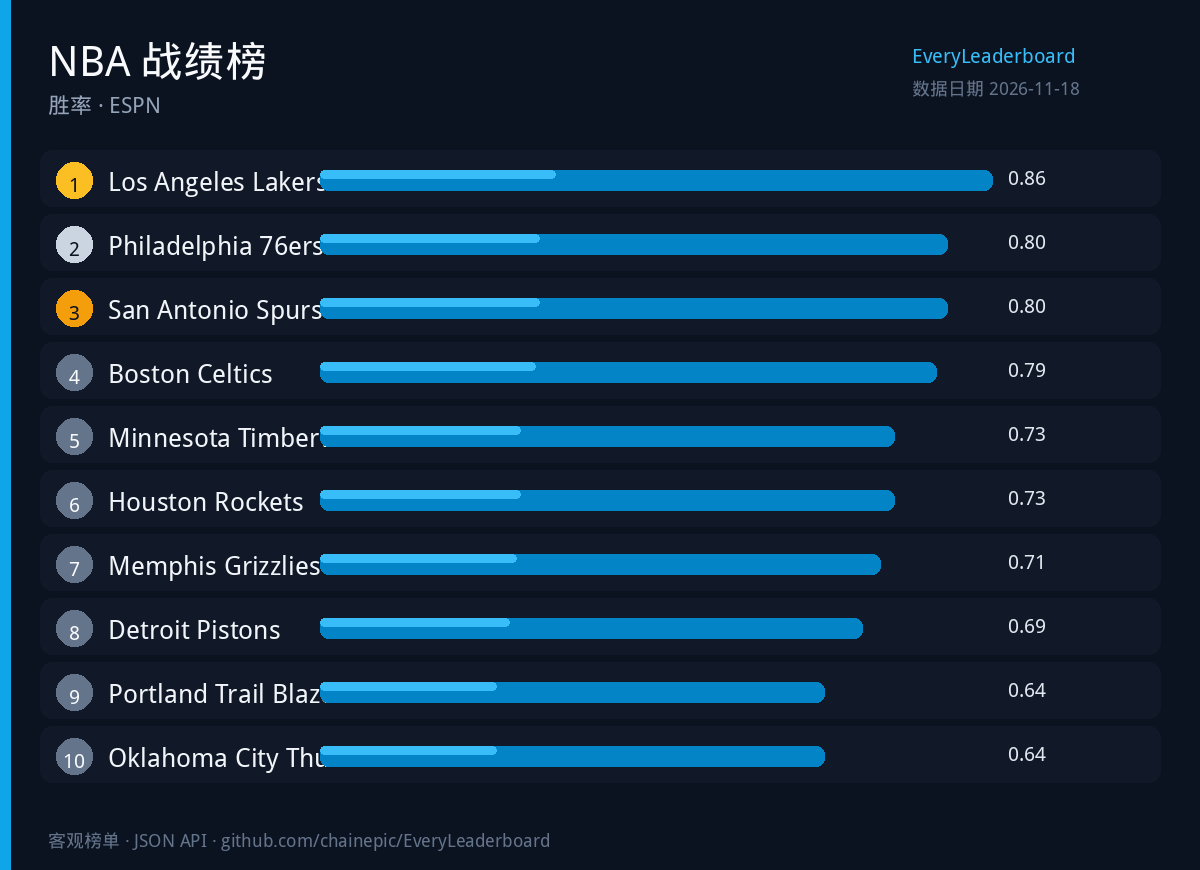 NBA 战绩榜
胜率 · ESPN
EveryLeaderboard
数据日期 2026-11-18
1 Los Angeles Lakers 0.86
2 Philadelphia 76ers 0.80
3 San Antonio Spurs 0.80
4 Boston Celtics 0.79
5 Minnesota Timber 0.73
6 Houston Rockets 0.73
7 Memphis Grizzlies 0.71
8 Detroit Pistons 0.69
9 Portland Trail Blaz 0.64
10 Oklahoma City Thu 0.64
客观榜单 · JSON API · github.com/chainepic/EveryLeaderboard